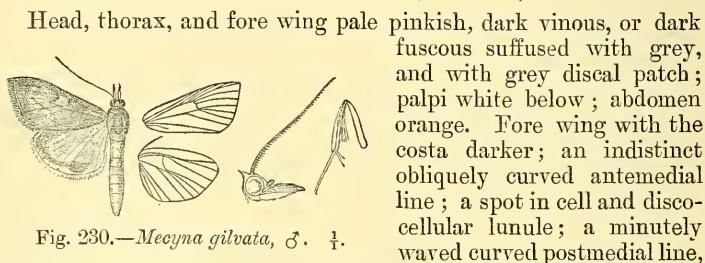 Head, thorax, and fore wing pale pinkish, dark vinous, or dark
fuscous suffused with grey,
and with grey discal patch;
palpi white below; abdomen
orange. Fore wing with the
costa darker; an indistinct
obliquely curved antemedial
line; a spot in cell and disco-
cellular lunule; a minutely
waved curved postmedial line,
Fig. 230.—Mecyna gilvata, ♂. 1/1.